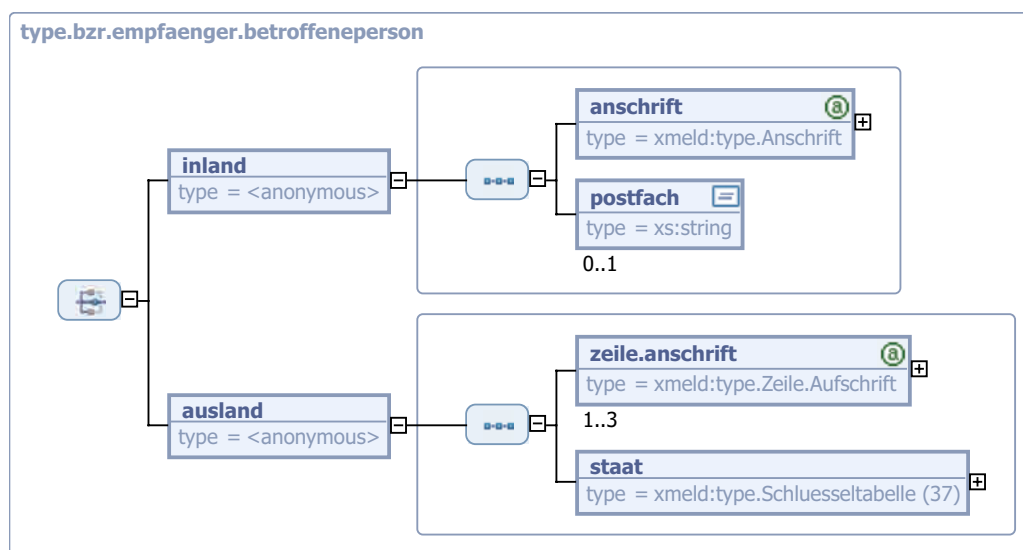 type.bzr.empfaenger.betroffeneperson
inland
type = <anonymous>
anschrift
type = xmeld:type.Anschrift
postfach
type = xs:string
0..1
ausland
type = <anonymous>
zeile.anschrift
type = xmeld:type.Zeile.Aufschrift
1..3
staat
type = xmeld:type.Schluesseltabelle (37)